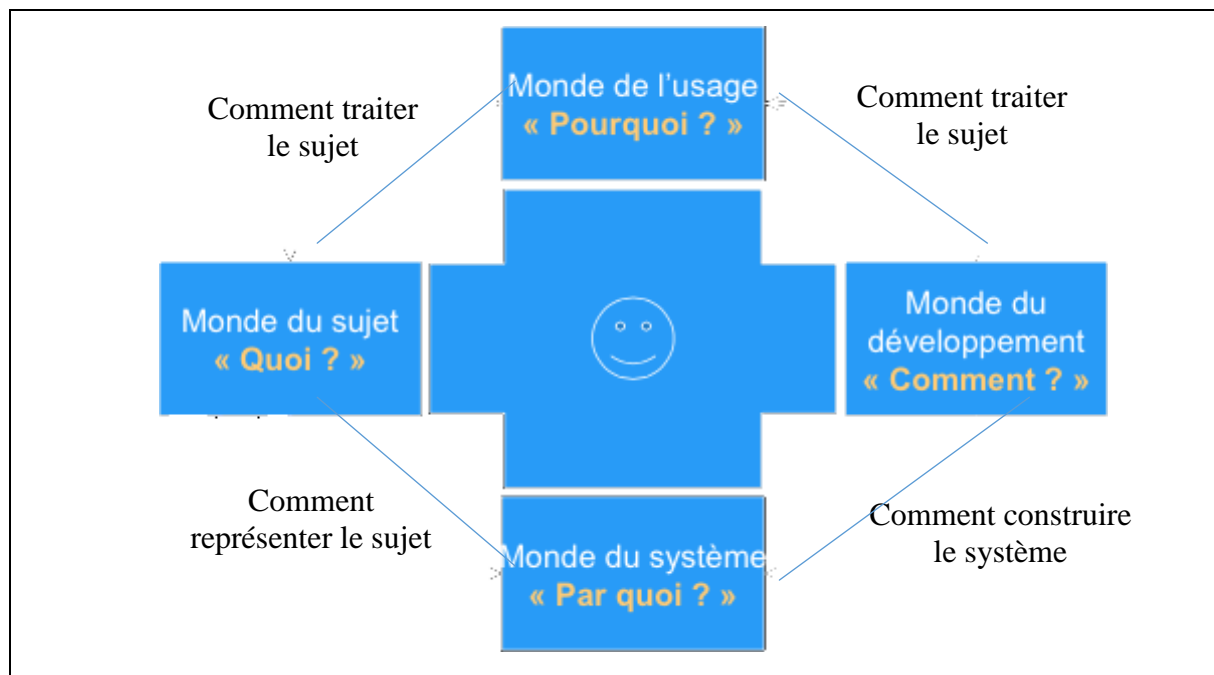 Monde de l'usage
« Pourquoi ? »
Comment traiter
le sujet
Comment traiter
le sujet
Monde du sujet
« Quoi ? »
Monde du
développement
« Comment ? »
Comment
représenter le sujet
Comment construire
le système
Monde du système
« Par quoi ? »